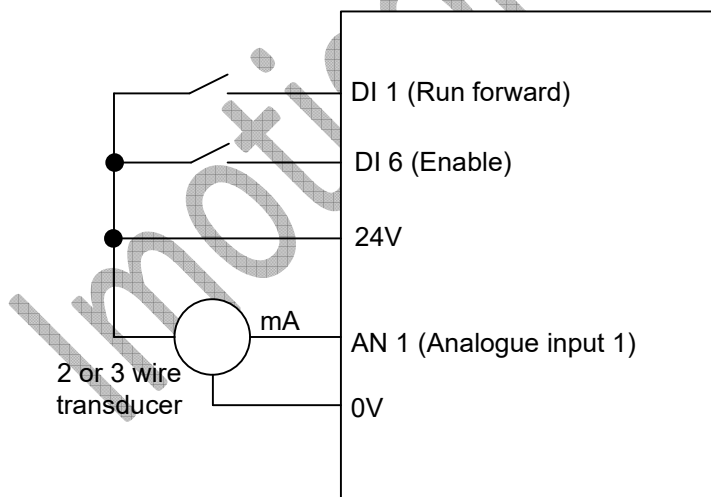 DI 1 (Run forward)
DI 6 (Enable)
24V
mA
AN 1 (Analogue input 1)
2 or 3 wire
transducer
0V
Imotio